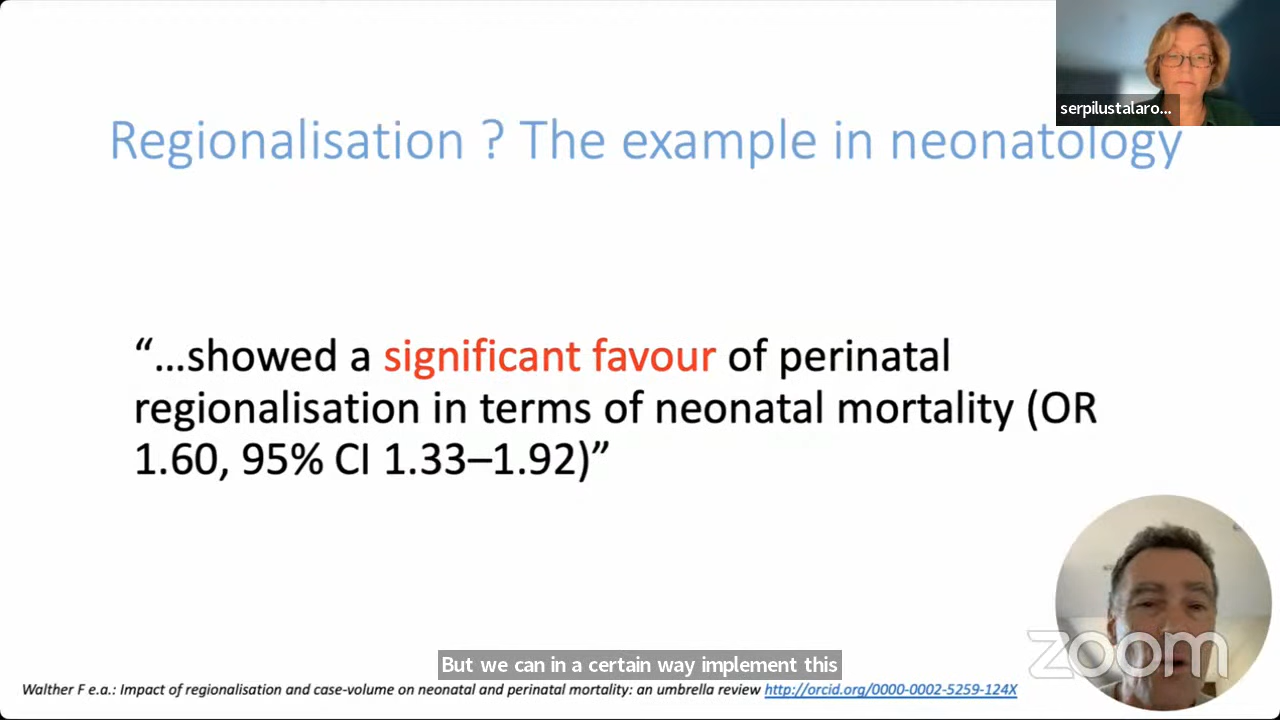 serpilustalaro...
Regionalisation ? The example in neonatology
“...showed a significant favour of perinatal
regionalisation in terms of neonatal mortality (OR
1.60, 95% CI 1.33–1.92)”
zoom
But we can in a certain way implement this
Walther F e.a.: Impact of regionalisation and case-volume on neonatal and perinatal mortality: an umbrella review http://orcid.org/0000-0002-5259-124X